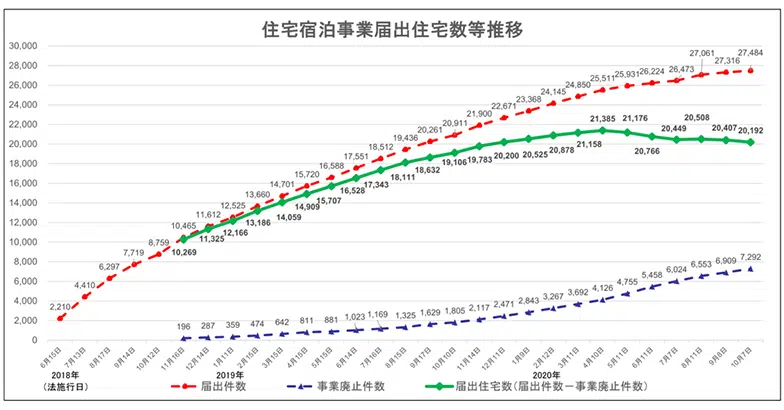 住宅宿泊事業届出住宅数等推移
30,000
28,000
26,000
24,000
22,000
20,000
18,000
16,000
14,000
12,000
10,000
8,000
6,000
4,000
2,000
0
2,210
4,410
6,297
7,719
8,759
10,465
11,612
12,525
13,660
14,701
15,720
16,588
17,551
18,512
19,436
20,261
20,911
21,900
22,671
23,368
24,145
24,850
25,511
25,931
26,224
26,473
27,061
27,316
27,484
10,269
11,325
12,166
13,186
14,059
14,909
15,707
16,528
17,343
18,111
18,632
19,106
19,783
20,200
20,525
20,878
21,158
21,385
21,176
20,766
20,449
20,508
20,407
20,192
196
287
359
474
642
811
881
1,023
1,169
1,325
1,629
1,805
2,117
2,471
2,843
3,267
3,692
4,126
4,755
5,458
6,024
6,553
6,909
7,292
6月15日
7月13日
8月17日
9月14日
10月12日
11月16日
12月14日
1月11日
2月15日
3月15日
4月15日
5月15日
6月14日
7月16日
8月15日
9月17日
10月10日
11月11日
12月11日
1月9日
2月12日
3月11日
4月10日
5月11日
6月11日
7月7日
8月11日
9月8日
10月7日
2018年
(法施行日)
2019年
2020年
届出件数
事業廃止件数
届出住宅数(届出件数－事業廃止件数)